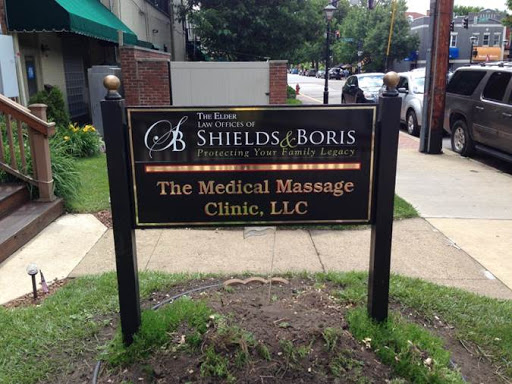 SB
THE ELDER
LAW OFFICES OF
SHIELDS & BORIS
Protecting Your Family Legacy
The Medical Massage
Clinic, LLC